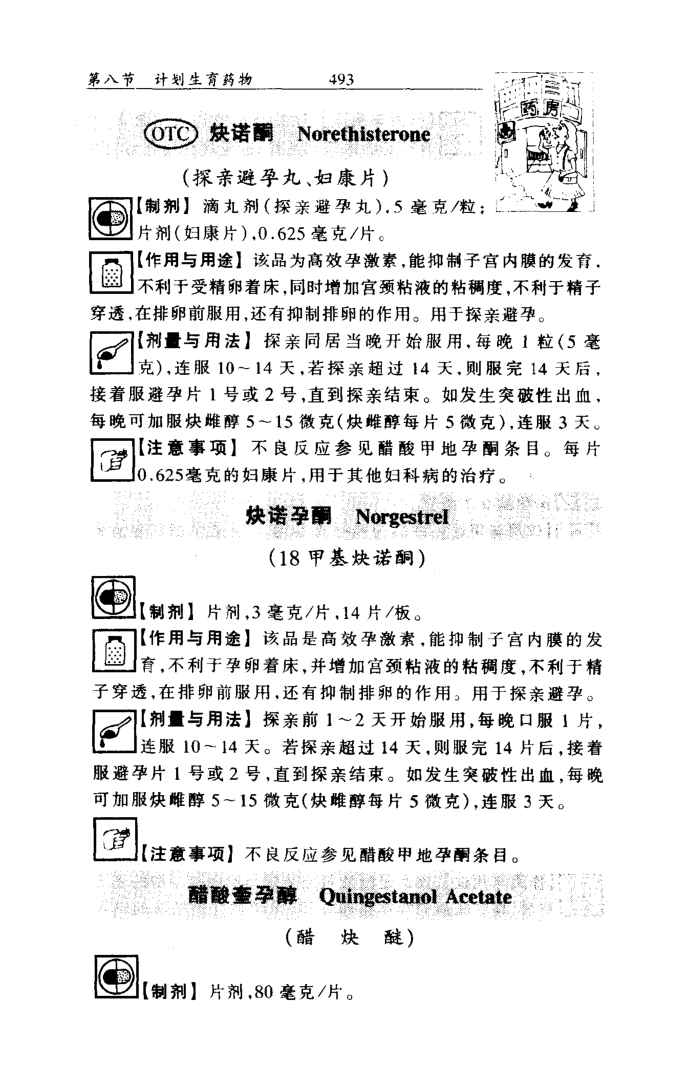 第八节 计划生育药物 493
药房
OTC 炔诺酮 Norethisterone
(探亲避孕丸、妇康片)
【制剂】 滴丸剂(探亲避孕丸),5 毫克/粒;
片剂(妇康片),0.625 毫克/片。
【作用与用途】 该品为高效孕激素,能抑制子宫内膜的发育,
不利于受精卵着床,同时增加宫颈粘液的粘稠度,不利于精子
穿透,在排卵前服用,还有抑制排卵的作用。用于探亲避孕。
【剂量与用法】 探亲同居当晚开始服用,每晚 1 粒(5 毫
克),连服 10~14 天,若探亲超过 14 天,则服完 14 天后,
接着服避孕片 1 号或 2 号,直到探亲结束。如发生突破性出血,
每晚可加服炔雌醇 5~15 微克(炔雌醇每片 5 微克),连服 3 天。
【注意事项】 不良反应参见醋酸甲地孕酮条目。每片
0.625毫克的妇康片,用于其他妇科病的治疗。
炔诺孕酮 Norgestrel
(18 甲基炔诺酮)
【制剂】 片剂,3 毫克/片,14 片/板。
【作用与用途】 该品是高效孕激素,能抑制子宫内膜的发
育,不利于孕卵着床,并增加宫颈粘液的粘稠度,不利于精
子穿透,在排卵前服用,还有抑制排卵的作用。用于探亲避孕。
【剂量与用法】 探亲前 1~2 天开始服用,每晚口服 1 片,
连服 10~14 天。若探亲超过 14 天,则服完 14 片后,接着
服避孕片 1 号或 2 号,直到探亲结束。如发生突破性出血,每晚
可加服炔雌醇 5~15 微克(炔雌醇每片 5 微克),连服 3 天。
【注意事项】 不良反应参见醋酸甲地孕酮条目。
醋酸奎孕醇 Quingestanol Acetate
(醋 炔 醚)
【制剂】 片剂,80 毫克/片。